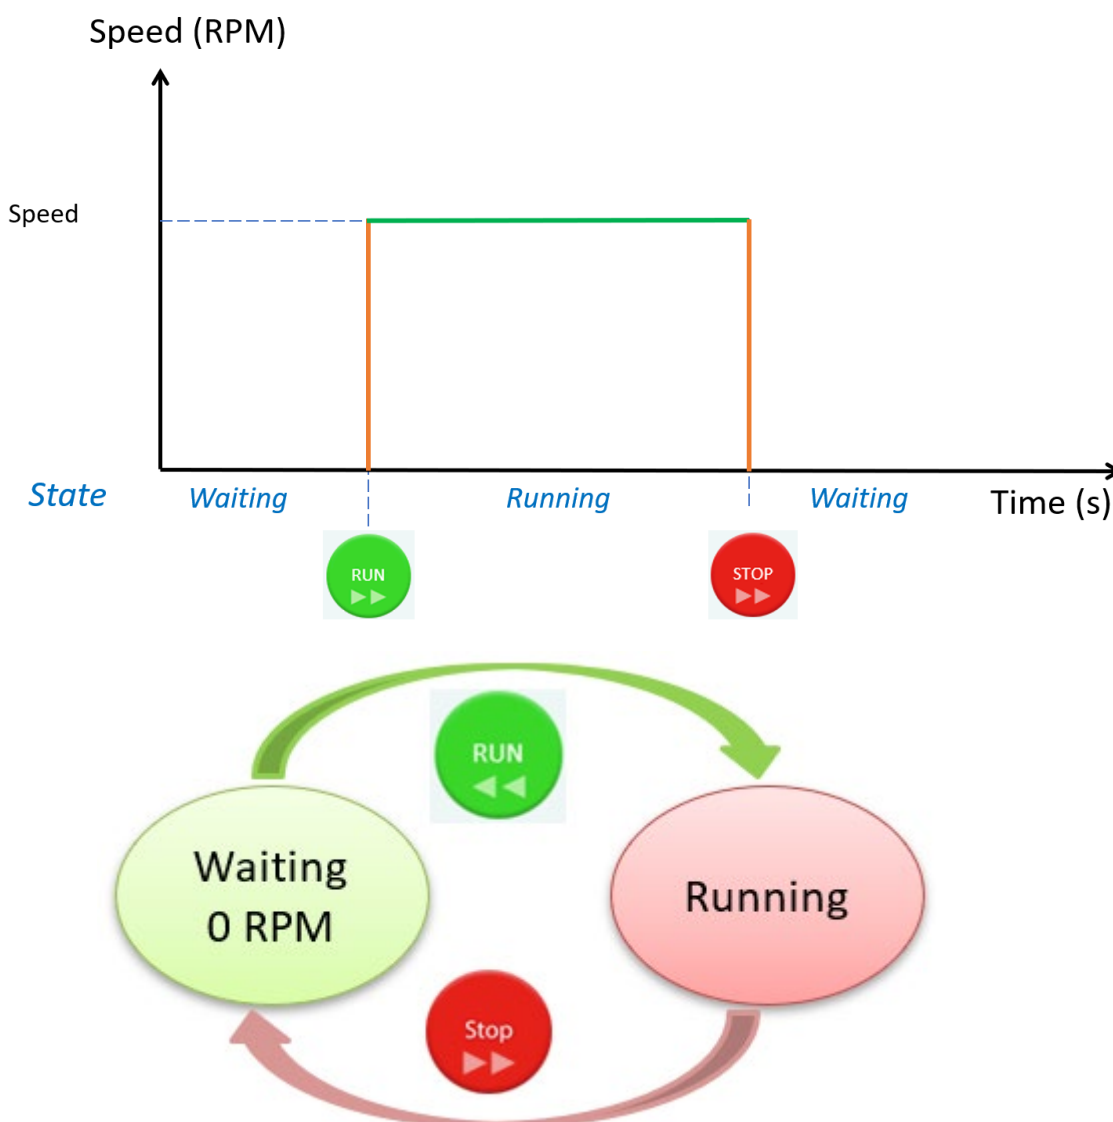 Speed (RPM)
Speed
State
Waiting
Running
Waiting
Time (s)
RUN
STOP
RUN
Waiting
0 RPM
Running
Stop